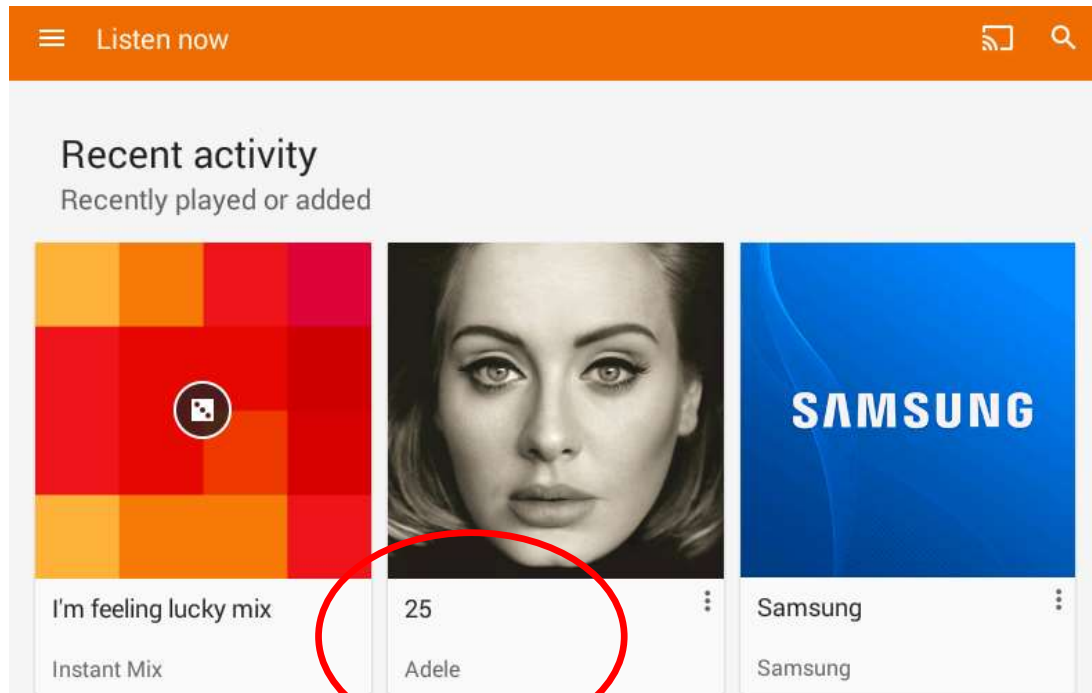 Listen now
Recent activity
Recently played or added
SAMSUNG
I'm feeling lucky mix
25
Samsung
Instant Mix
Adele
Samsung